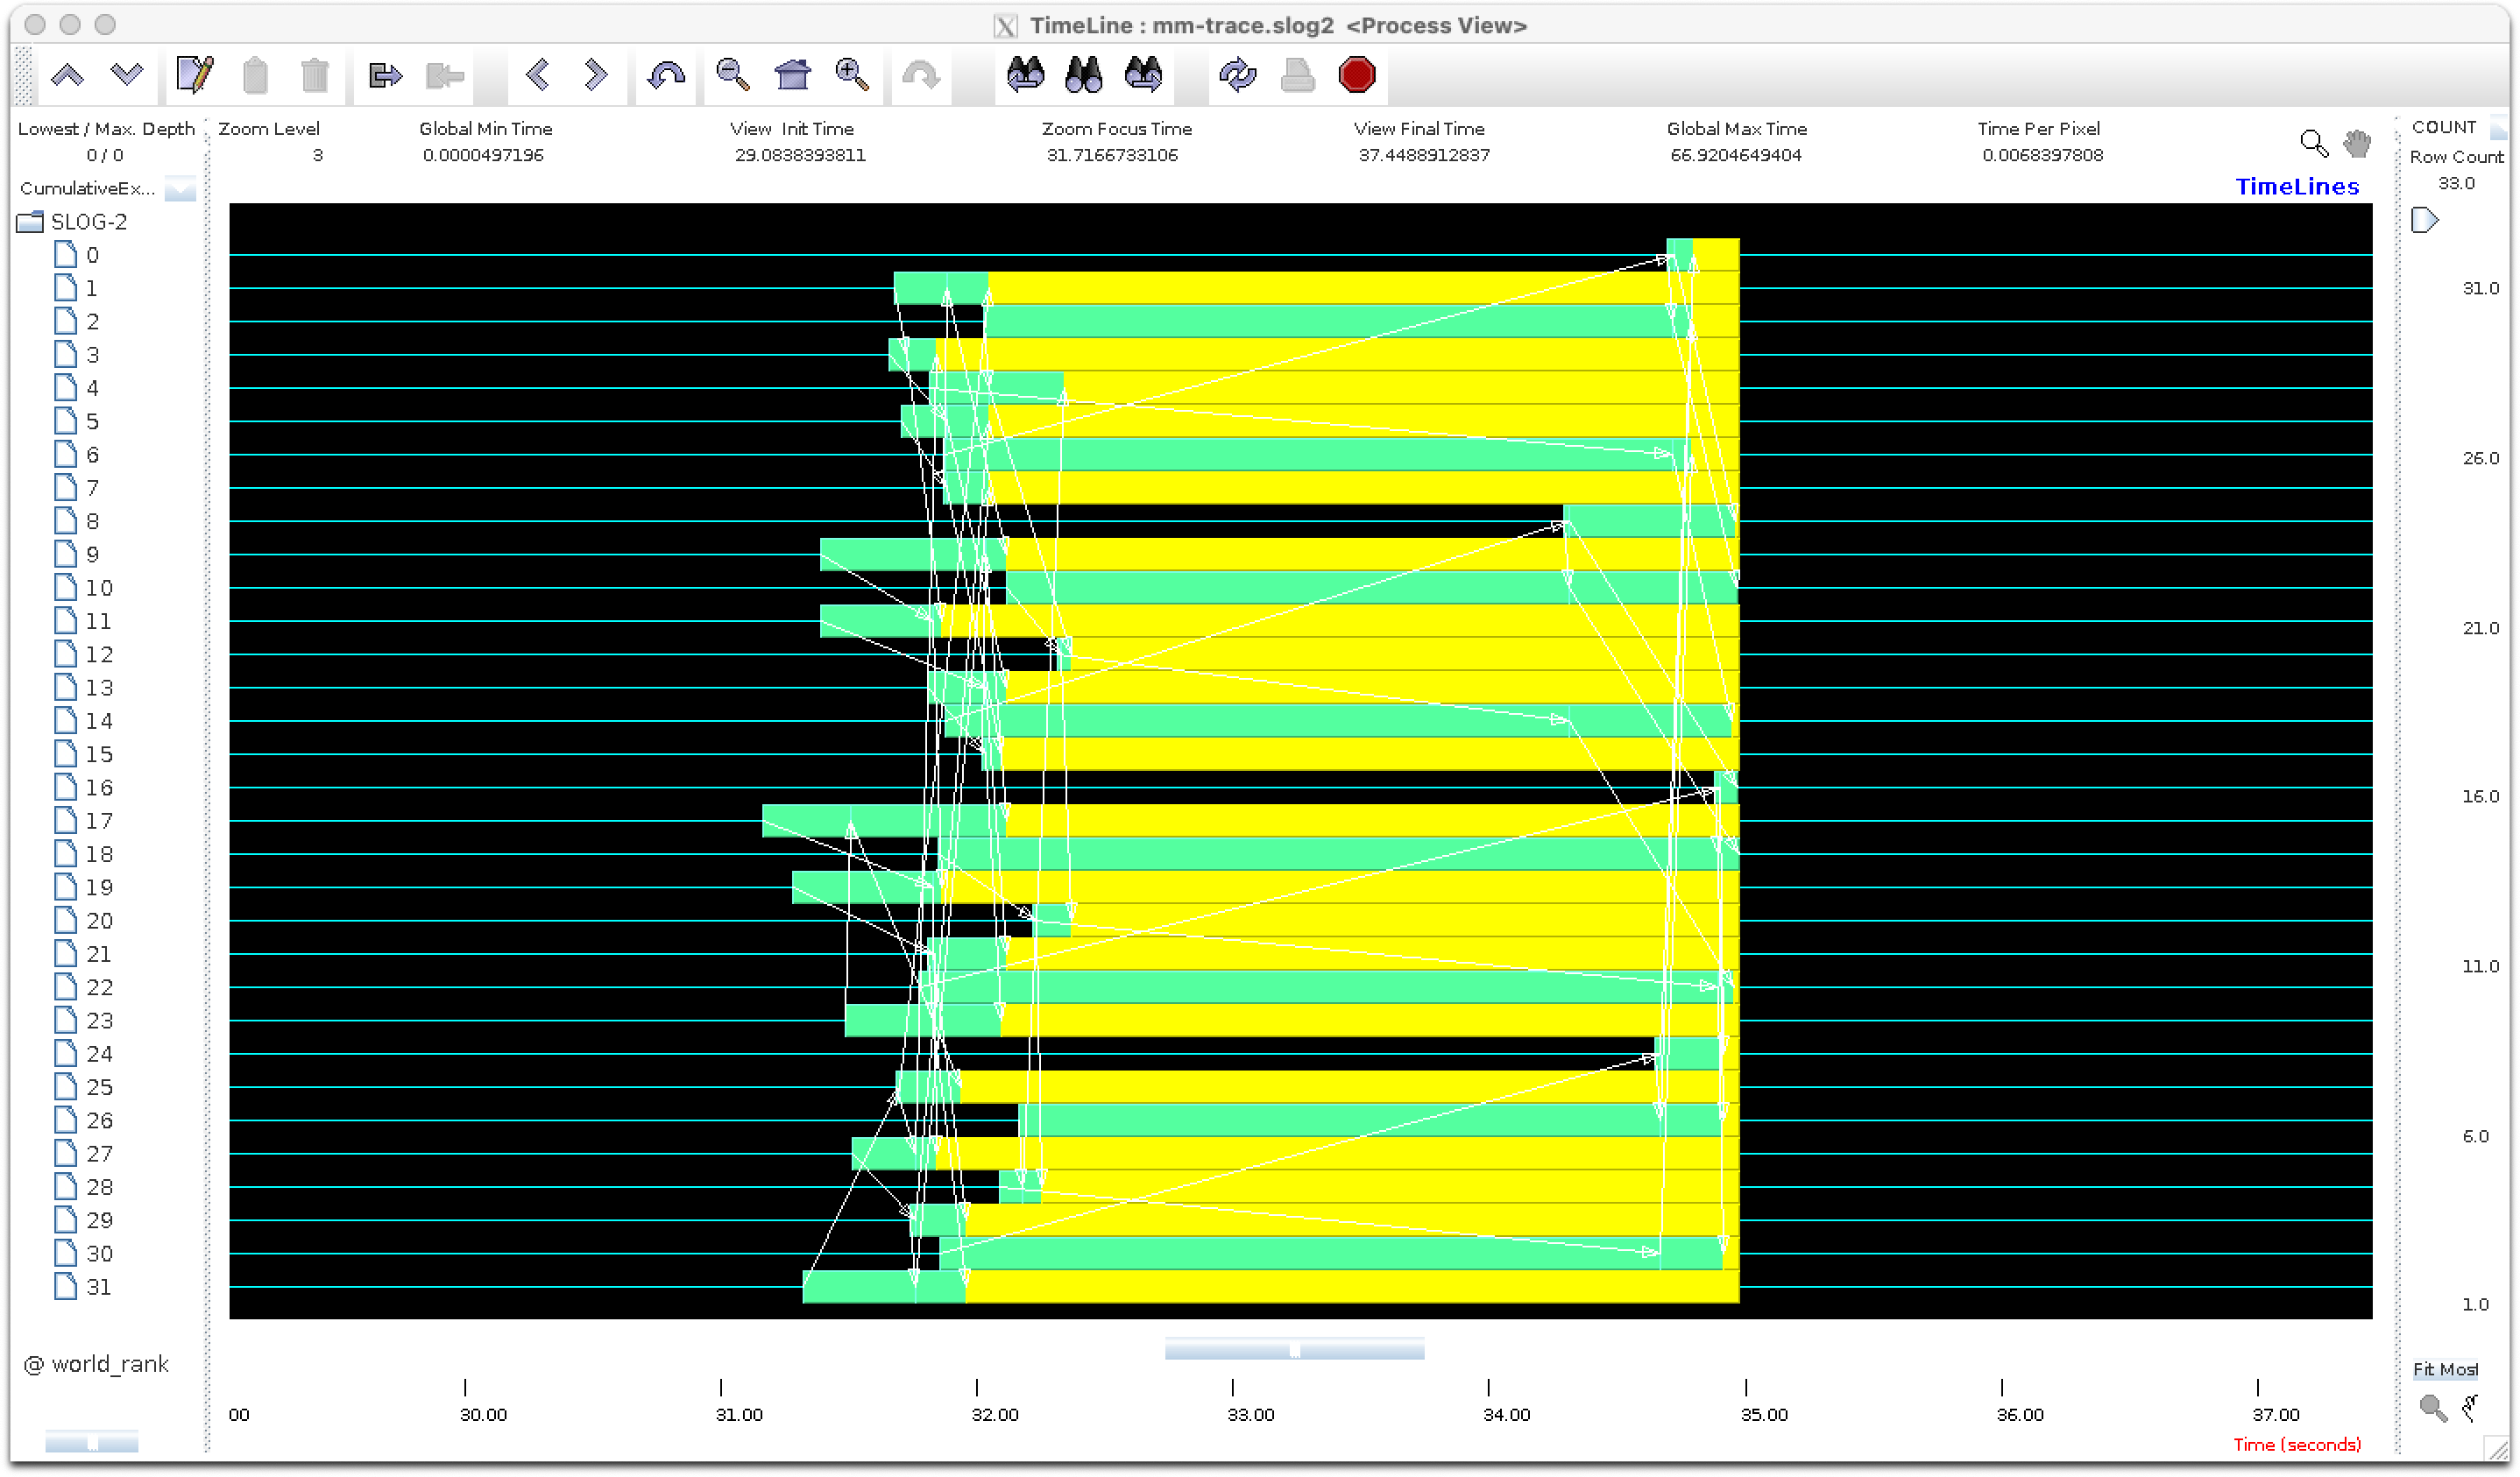 TimeLine : mm-trace.slog2 <Process View>
Lowest / Max. Depth
0 / 0
Zoom Level
3
Global Min Time
0.0000497196
View Init Time
29.0838393811
Zoom Focus Time
31.7166733106
View Final Time
37.4488912837
Global Max Time
66.9204649404
Time Per Pixel
0.0068397808
COUNT
Row Count
33.0
CumulativeEx...
TimeLines
SLOG-2
0
1
2
3
4
5
6
7
8
9
10
11
12
13
14
15
16
17
18
19
20
21
22
23
24
25
26
27
28
29
30
31
31.0
26.0
21.0
16.0
11.0
6.0
1.0
@ world_rank
Fit Most
00 30.00 31.00 32.00 33.00 34.00 35.00 36.00 37.00
Time (seconds)